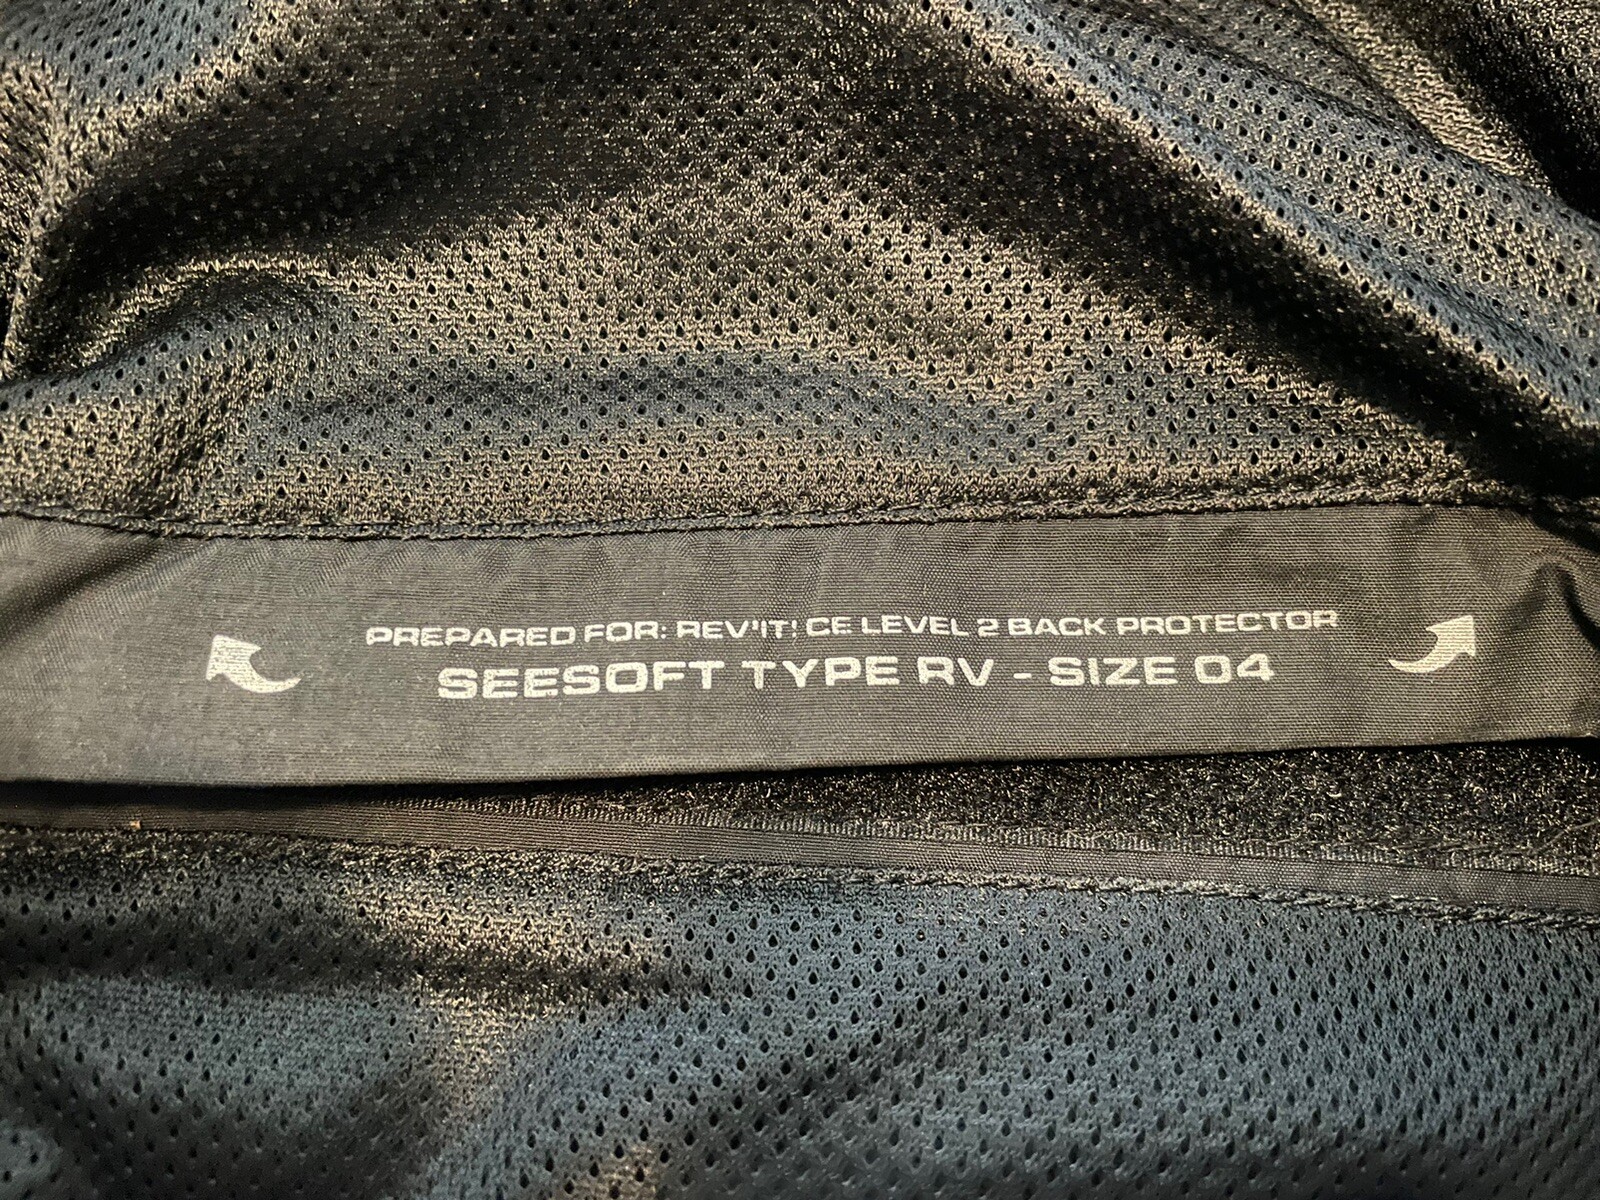 PREPARED FOR: REV'IT! CE LEVEL 2 BACK PROTECTOR
SEESOFT TYPE RV - SIZE 04